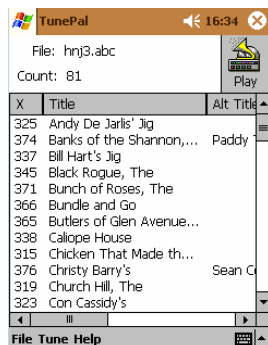 TunePal 16:34
File: hnj3.abc
Count: 81
Play
X Title Alt Title
325 Andy De Jarlis' Jig
374 Banks of the Shannon,... Paddy
337 Bill Hart's Jig
345 Black Rogue, The
371 Bunch of Roses, The
366 Bundle and Go
365 Butlers of Glen Avenue...
338 Caliope House
315 Chicken That Made th...
376 Christy Barry's Sean
319 Church Hill, The
323 Con Cassidy's
File Tune Help